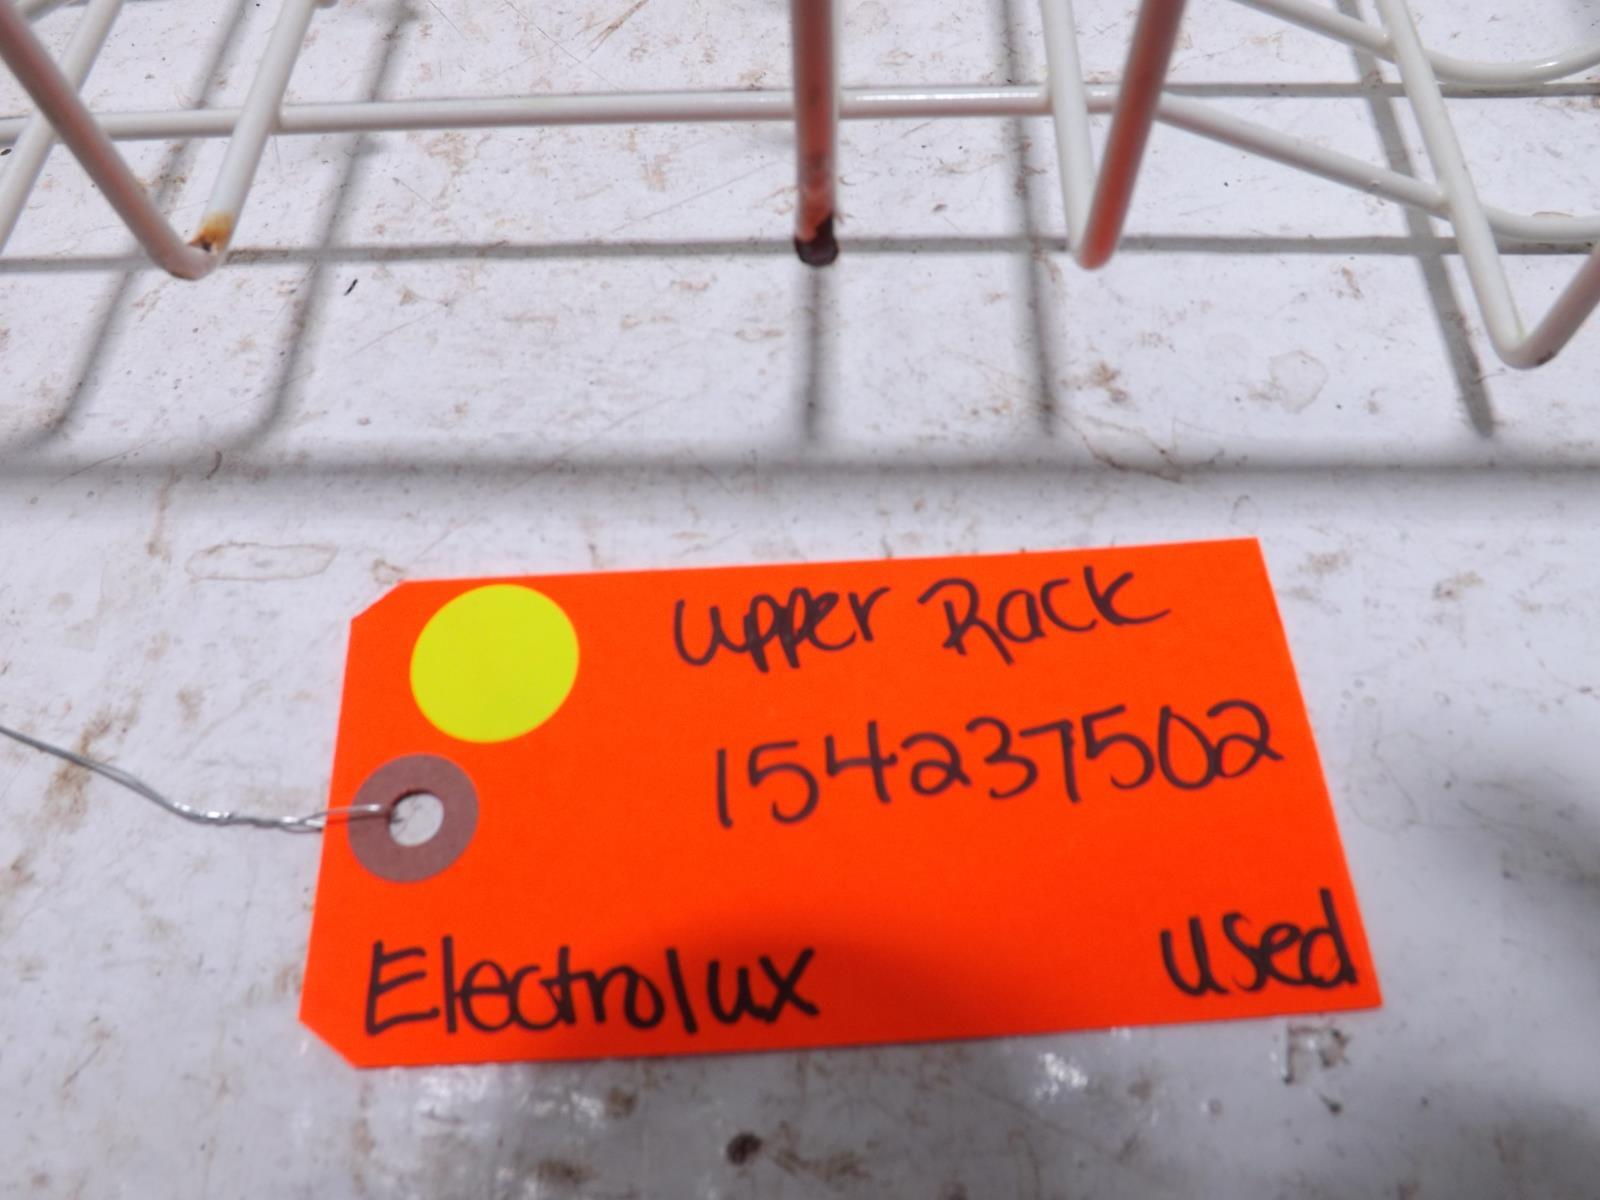 upper Rack
154237502
Electrolux used